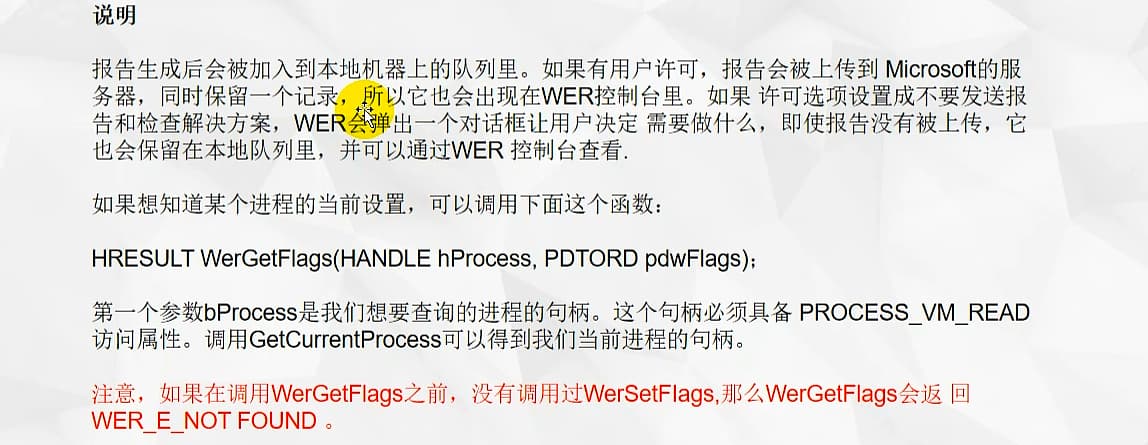 说明
报告生成后会被加入到本地机器上的队列里。如果有用户许可，报告会被上传到 Microsoft的服
务器，同时保留一个记录，所以它也会出现在WER控制台里。如果 许可选项设置成不要发送报
告和检查解决方案，WER会弹出一个对话框让用户决定 需要做什么，即使报告没有被上传，它
也会保留在本地队列里，并可以通过WER 控制台查看.
如果想知道某个进程的当前设置，可以调用下面这个函数：
HRESULT WerGetFlags(HANDLE hProcess, PDTORD pdwFlags);
第一个参数bProcess是我们想要查询的进程的句柄。这个句柄必须具备 PROCESS_VM_READ
访问属性。调用GetCurrentProcess可以得到我们当前进程的句柄。
注意，如果在调用WerGetFlags之前，没有调用过WerSetFlags,那么WerGetFlags会返 回
WER_E_NOT FOUND 。